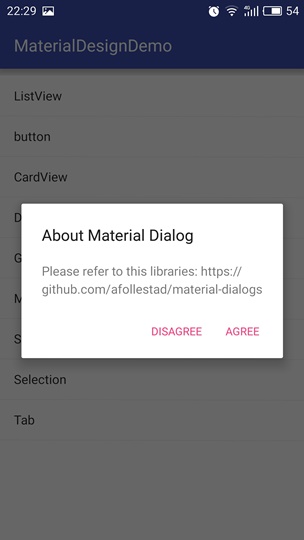 22:29 4G 54
MaterialDesignDemo
ListView
button
CardView
D
About Material Dialog
G
Please refer to this libraries: https://
github.com/afollestad/material-dialogs
M
DISAGREE AGREE
S
Selection
Tab